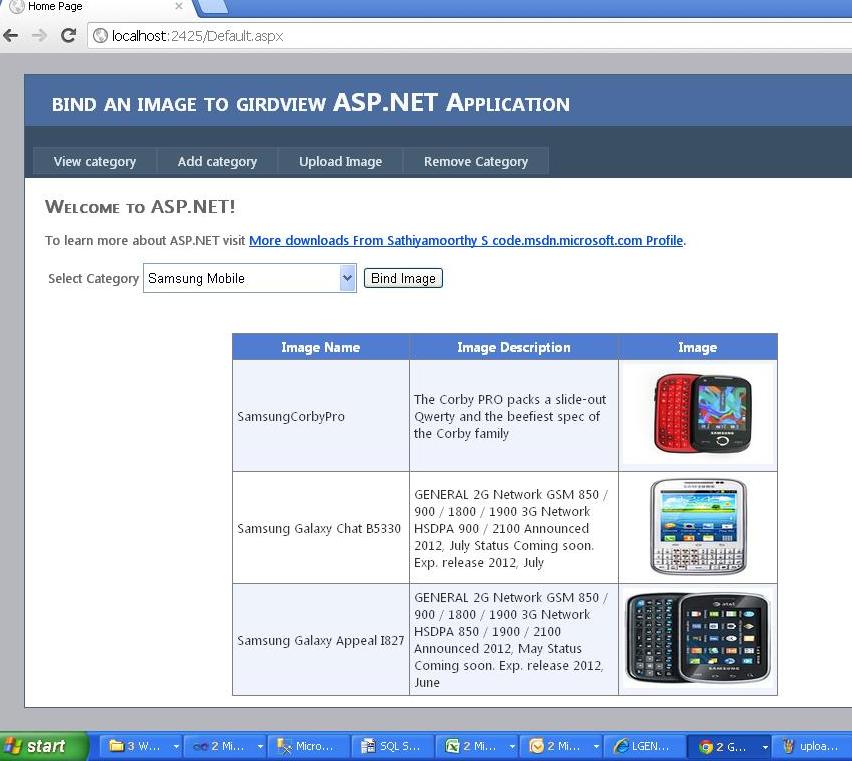 Home Page
localhost:2425/Default.aspx
BIND AN IMAGE TO GIRDVIEW ASP.NET APPLICATION
View category Add category Upload Image Remove Category
WELCOME TO ASP.NET!
To learn more about ASP.NET visit More downloads From Sathiyamoorthy S code.msdn.microsoft.com Profile.
Select Category Samsung Mobile Bind Image
Image Name Image Description Image
SamsungCorbyPro
The Corby PRO packs a slide-out
Qwerty and the beefiest spec of
the Corby family
SAMSUNG
Samsung Galaxy Chat B5330
GENERAL 2G Network GSM 850 /
900 / 1800 / 1900 3G Network
HSDPA 900 / 2100 Announced
2012, July Status Coming soon.
Exp. release 2012, July
SAMSUNG
Samsung Galaxy Appeal I827
GENERAL 2G Network GSM 850 /
900 / 1800 / 1900 3G Network
HSDPA 850 / 1900 / 2100
Announced 2012, May Status
Coming soon. Exp. release 2012,
June
at&t
SAMSUNG
start 3 W... 2 Mi... Micro... SQL S... 2 Mi... 2 Mi... LGEN... 2 G... uploa...